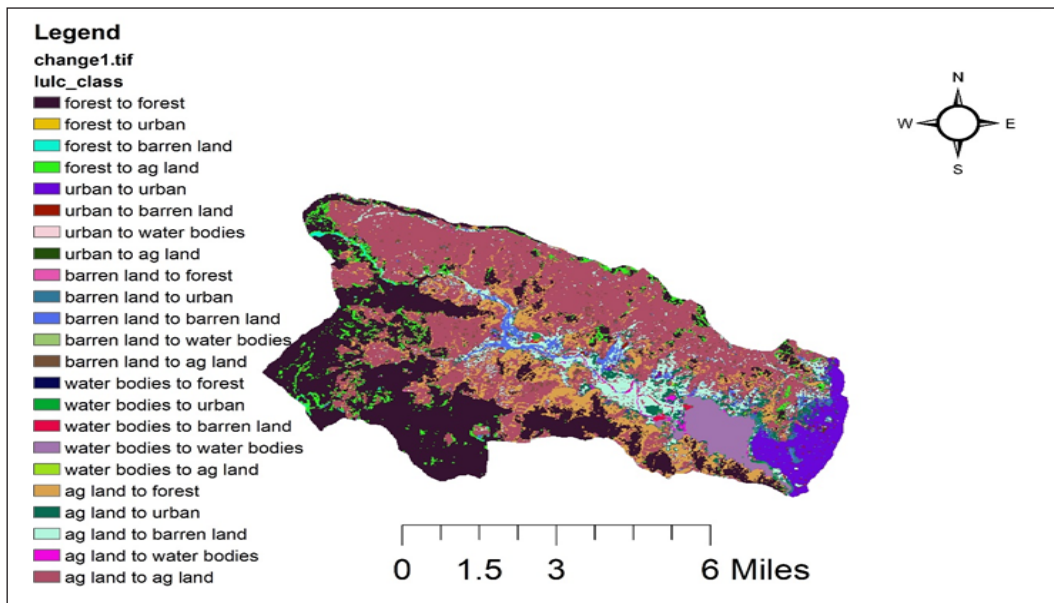 Legend
change1.tif
lulc_class
forest to forest
forest to urban
forest to barren land
forest to ag land
urban to urban
urban to barren land
urban to water bodies
urban to ag land
barren land to forest
barren land to urban
barren land to barren land
barren land to water bodies
barren land to ag land
water bodies to forest
water bodies to urban
water bodies to barren land
water bodies to water bodies
water bodies to ag land
ag land to forest
ag land to urban
ag land to barren land
ag land to water bodies
ag land to ag land
N
W E
S
0 1.5 3 6 Miles